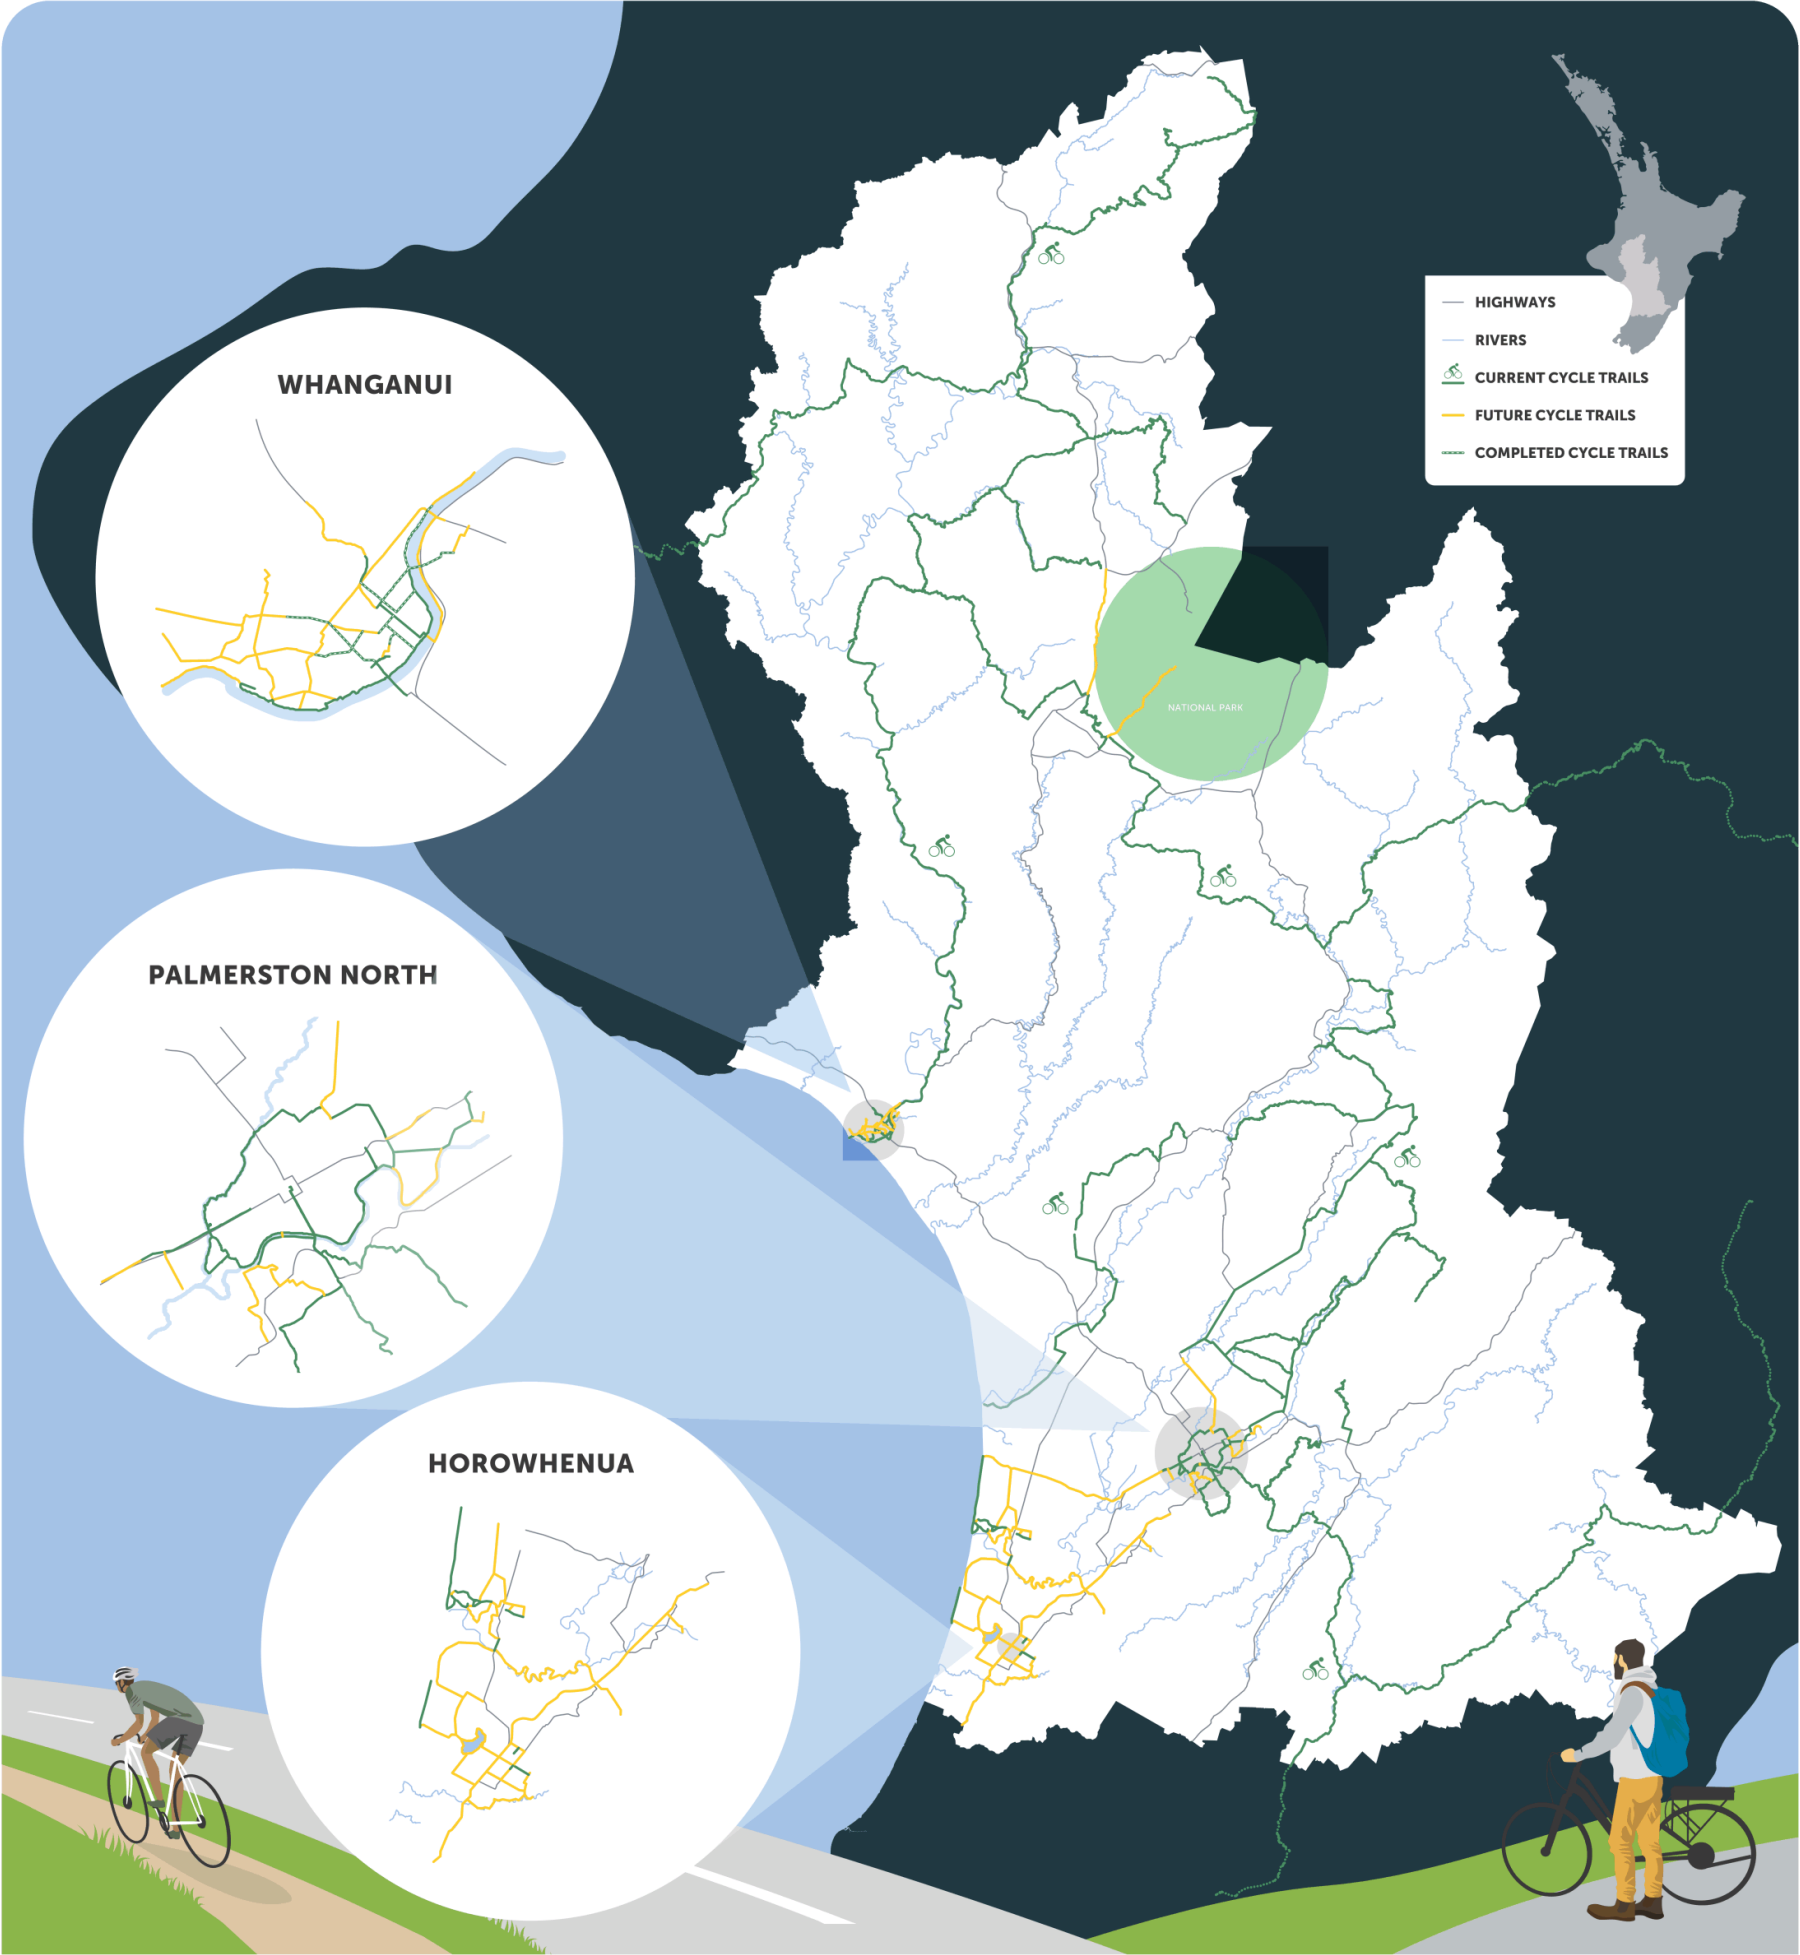 WHANGANUI
PALMERSTON NORTH
HOROWHENUA
HIGHWAYS
RIVERS
CURRENT CYCLE TRAILS
FUTURE CYCLE TRAILS
COMPLETED CYCLE TRAILS
NATIONAL PARK